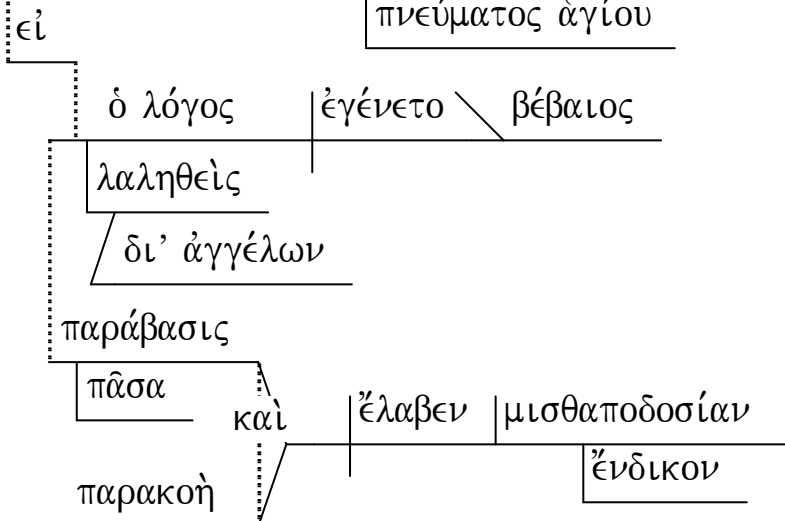 εἰ
πνεύματος ἁγίου
ὁ λόγος ἐγένετο βέβαιος
λαληθεὶς
δι’ ἀγγέλων
παράβασις
πᾶσα
καὶ ἔλαβεν μισθαποδοσίαν
ἔνδικον
παρακοὴ